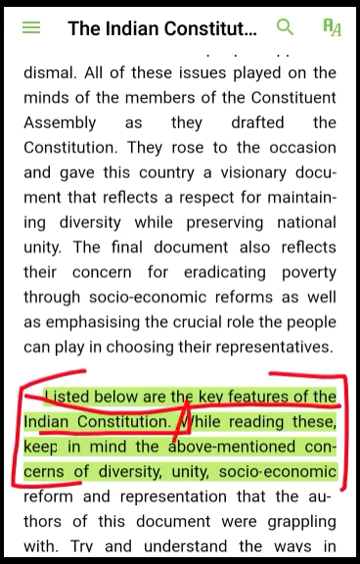 The Indian Constitut...
dismal. All of these issues played on the
minds of the members of the Constituent
Assembly as they drafted the
Constitution. They rose to the occasion
and gave this country a visionary docu-
ment that reflects a respect for maintain-
ing diversity while preserving national
unity. The final document also reflects
their concern for eradicating poverty
through socio-economic reforms as well
as emphasising the crucial role the people
can play in choosing their representatives.
Listed below are the key features of the
Indian Constitution. While reading these,
keep in mind the above-mentioned con-
cerns of diversity, unity, socio-economic
reform and representation that the au-
thors of this document were grappling
with. Try and understand the ways in